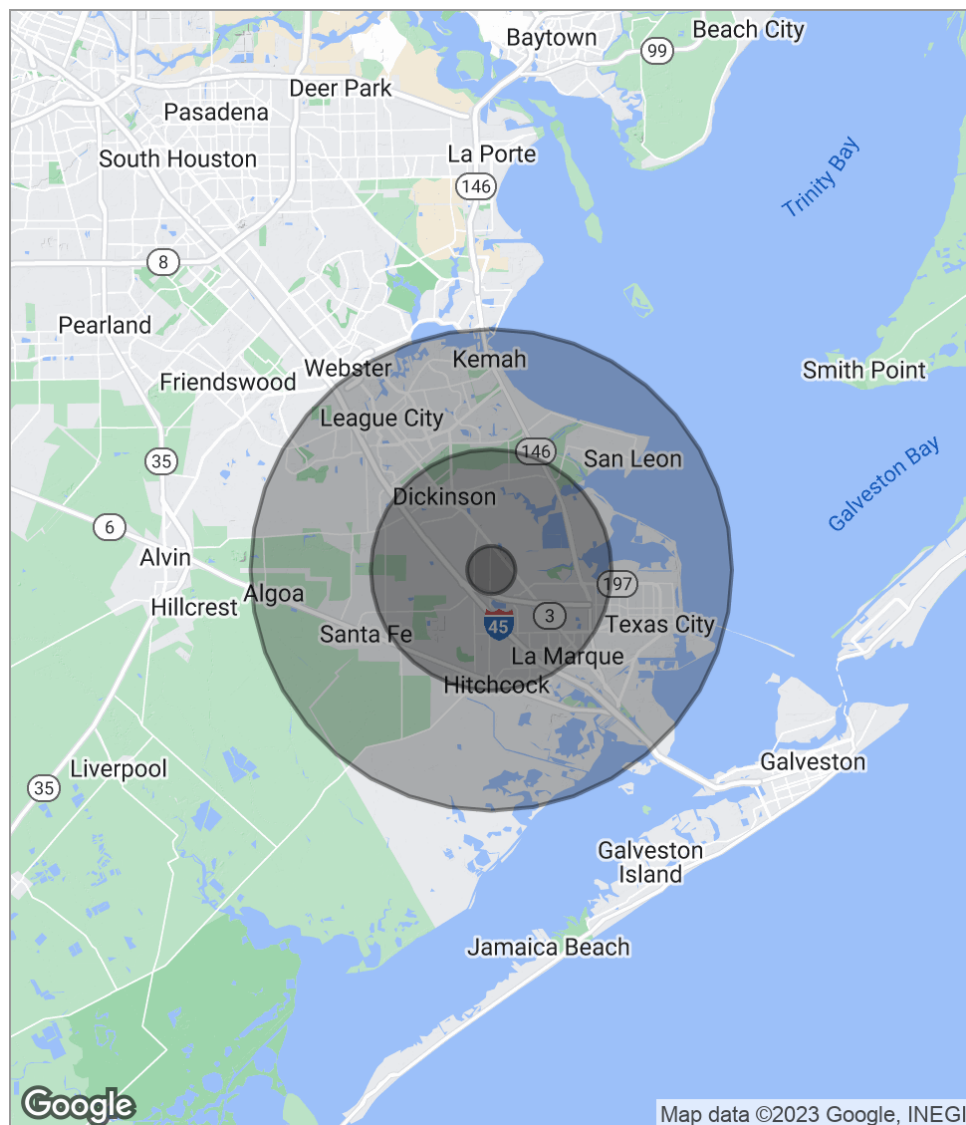 Baytown
Beach City
99
Deer Park
Pasadena
South Houston
La Porte
146
Trinity Bay
8
Pearland
Webster
Kemah
Smith Point
Friendswood
League City
146
35
San Leon
Galveston Bay
Dickinson
6
Alvin
197
Algoa
Hillcrest
3
45
Texas City
Santa Fe
La Marque
Hitchcock
Galveston
Liverpool
35
Galveston
Island
Jamaica Beach
Google
Map data ©2023 Google, INEGI